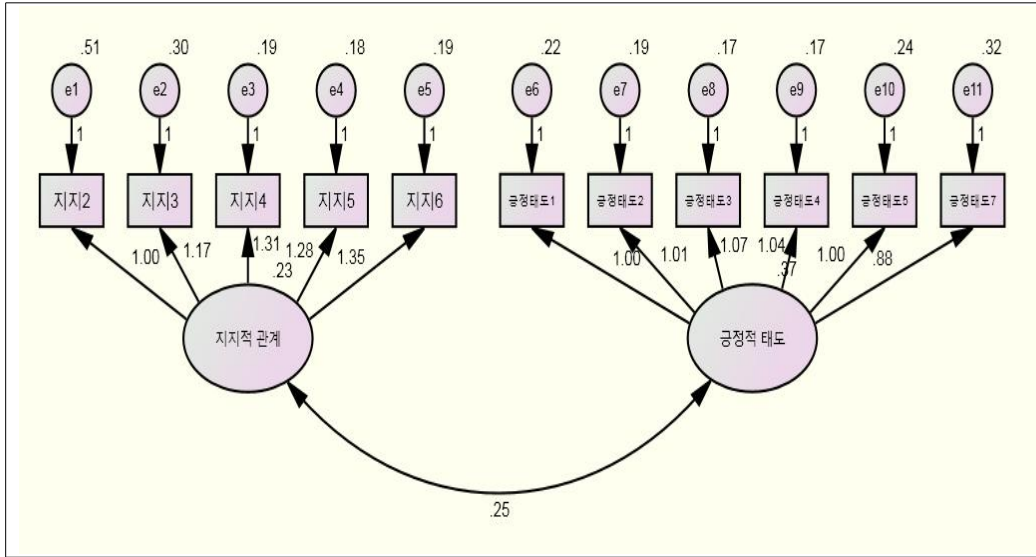 .51 .30 .19 .18 .19 .22 .19 .17 .17 .24 .32
e1 e2 e3 e4 e5 e6 e7 e8 e9 e10 e11
1 1 1 1 1 1 1 1 1 1 1
지지2 지지3 지지4 지지5 지지6 긍정태도1 긍정태도2 긍정태도3 긍정태도4 긍정태도5 긍정태도7
1.00 1.17 1.31 1.28 1.35 1.00 1.01 1.07 1.04 1.00 .88
.23 .37
지지적 관계 긍정적 태도
.25